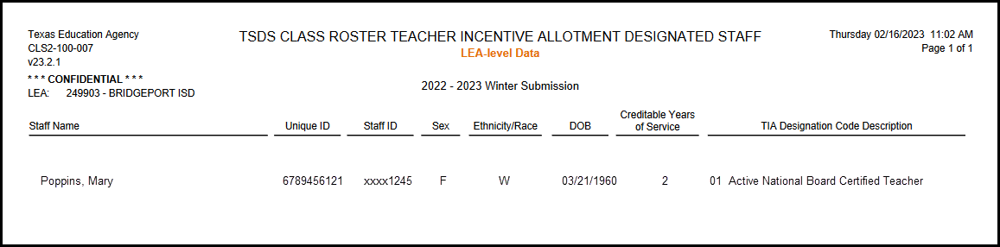 Texas Education Agency
CLS2-100-007
v23.2.1
* * * CONFIDENTIAL * * *
LEA: 249903 - BRIDGEPORT ISD
TSDS CLASS ROSTER TEACHER INCENTIVE ALLOTMENT DESIGNATED STAFF
LEA-level Data
2022 - 2023 Winter Submission
Thursday 02/16/2023 11:02 AM
Page 1 of 1
Staff Name Unique ID Staff ID Sex Ethnicity/Race DOB Creditable Years of Service TIA Designation Code Description
Poppins, Mary 6789456121 xxxx1245 F W 03/21/1960 2 01 Active National Board Certified Teacher